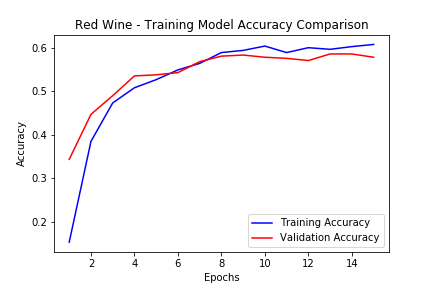 Red Wine - Training Model Accuracy Comparison
0.6
0.5
0.4
0.3
0.2
Accuracy
Training Accuracy
Validation Accuracy
2 4 6 8 10 12 14
Epochs